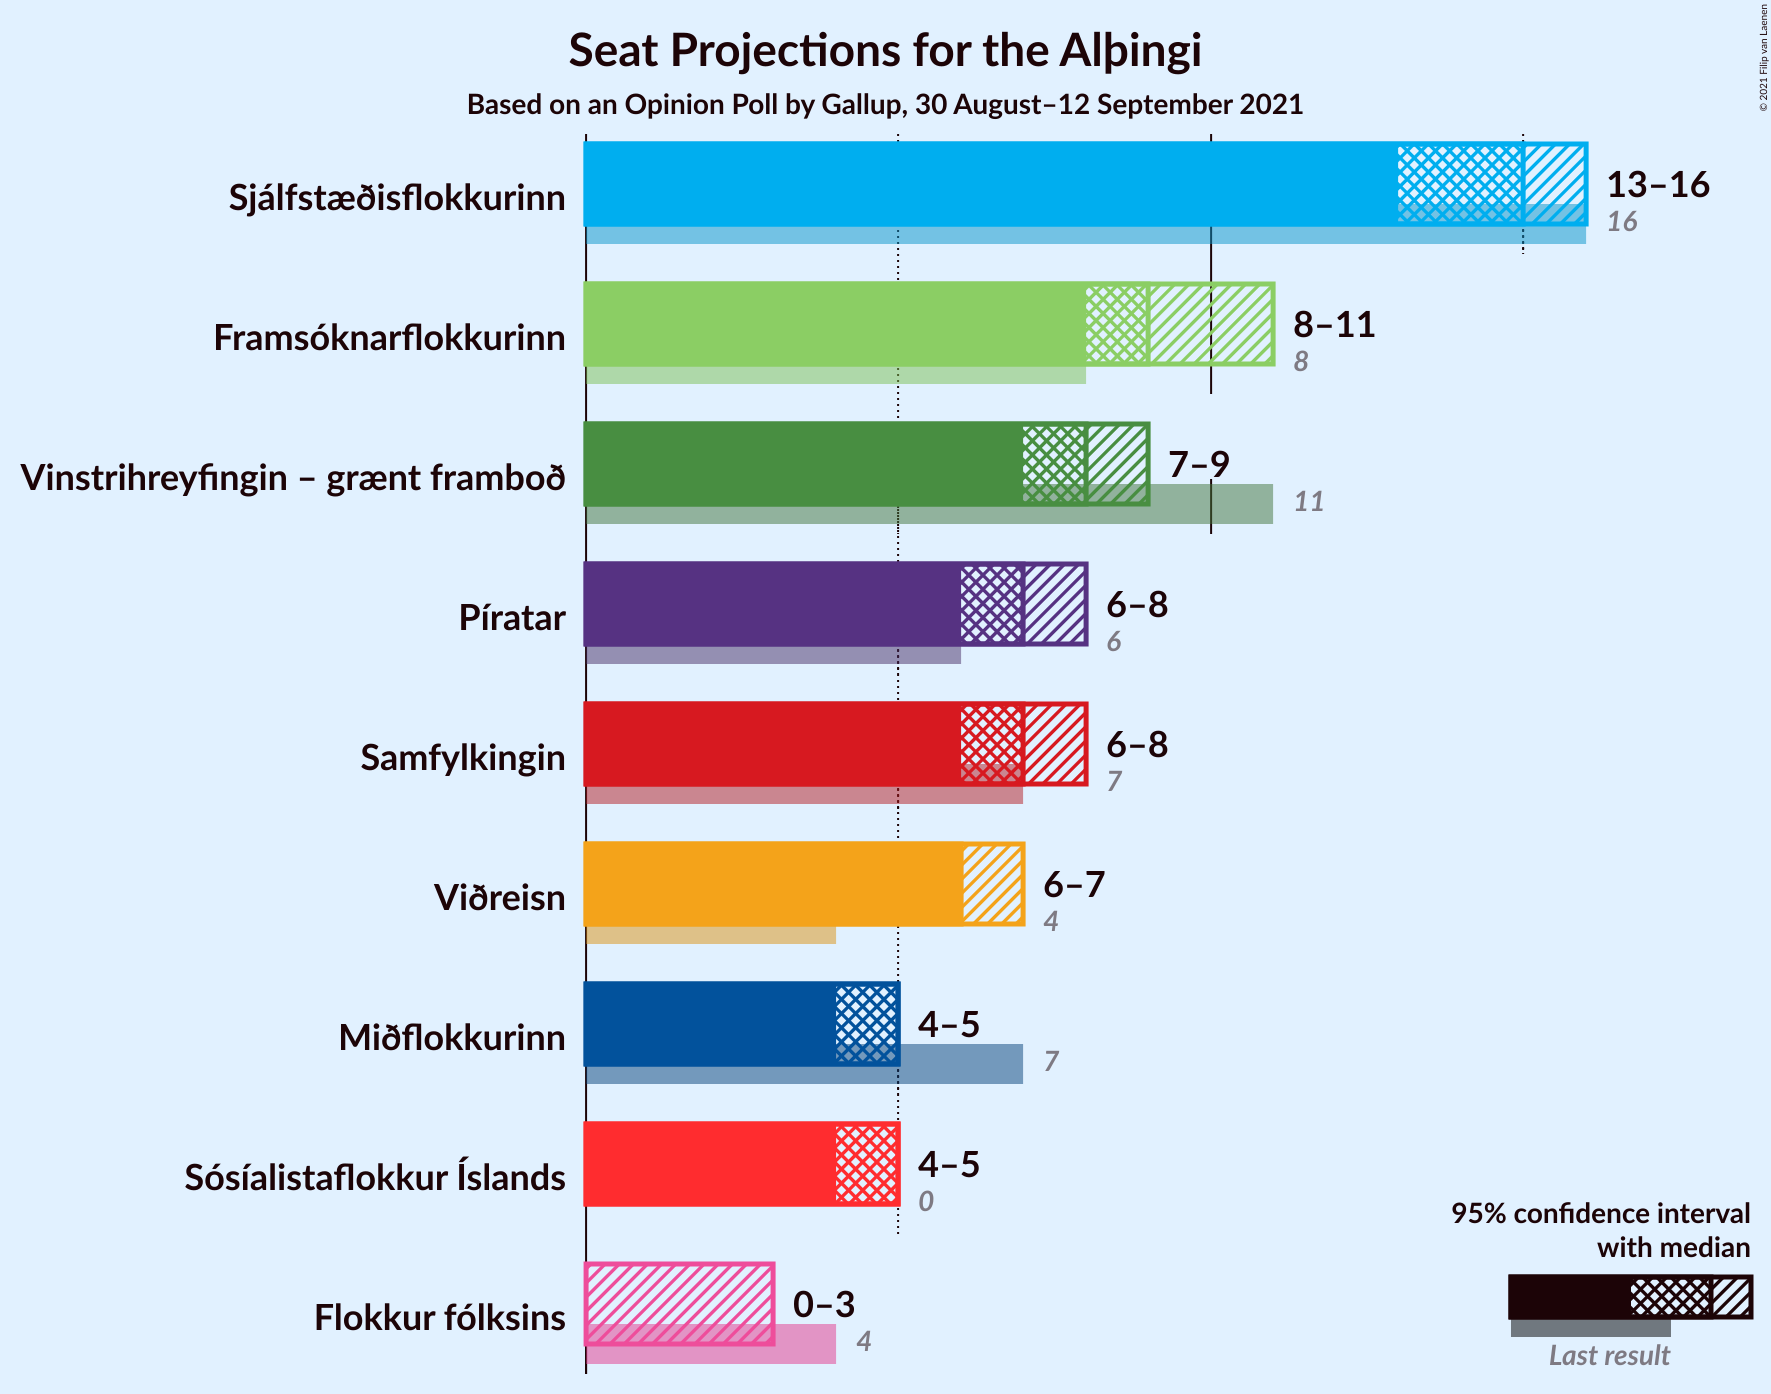 Seat Projections for the Alþingi
Based on an Opinion Poll by Gallup, 30 August–12 September 2021
© 2021 Filip van Laenen
Sjálfstæðisflokkurinn
13–16
16
Framsóknarflokkurinn
8–11
8
Vinstrihreyfingin – grænt framboð
7–9
11
Píratar
6–8
6
Samfylkingin
6–8
7
Viðreisn
6–7
4
Miðflokkurinn
4–5
7
Sósíalistaflokkur Íslands
4–5
0
Flokkur fólksins
0–3
4
95% confidence interval
with median
Last result